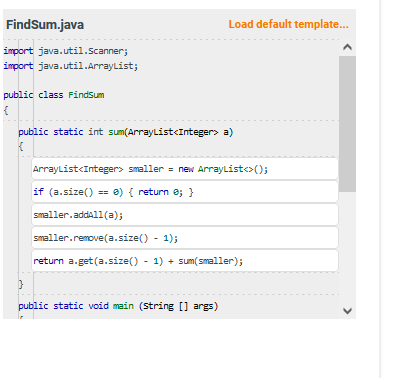 FindSum.java
Load default template...
import java.util.Scanner;
import java.util.ArrayList;
public class FindSum
{
public static int sum(ArrayList<Integer> a)
{
ArrayList<Integer> smaller = new ArrayList<>();
if (a.size() == 0) { return 0; }
smaller.addAll(a);
smaller.remove(a.size() - 1);
return a.get(a.size() - 1) + sum(smaller);
}
public static void main (String [] args)
{